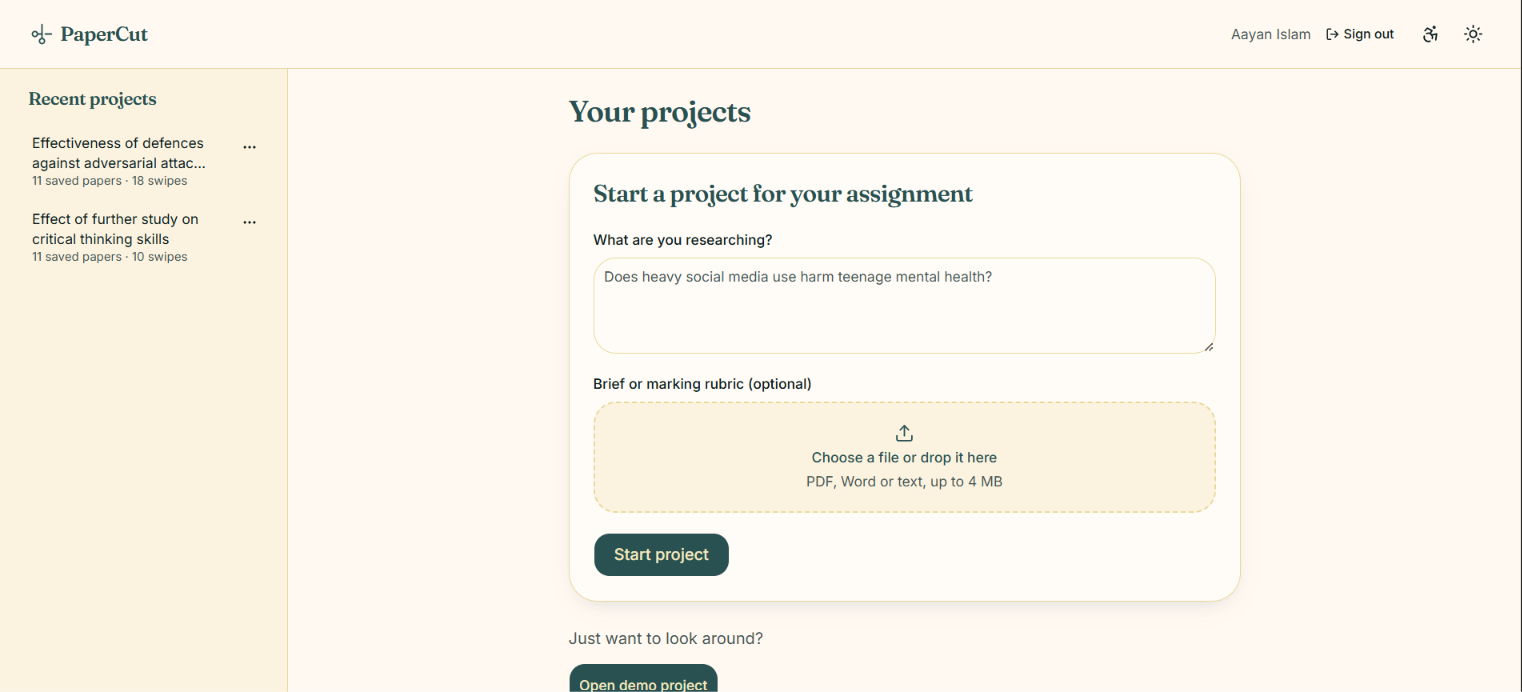 PaperCut
Aayan Islam
Sign out
Recent projects
Effectiveness of defences
against adversarial attac...
11 saved papers · 18 swipes
Effect of further study on
critical thinking skills
11 saved papers · 10 swipes
Your projects
Start a project for your assignment
What are you researching?
Does heavy social media use harm teenage mental health?
Brief or marking rubric (optional)
Choose a file or drop it here
PDF, Word or text, up to 4 MB
Start project
Just want to look around?
Open demo project